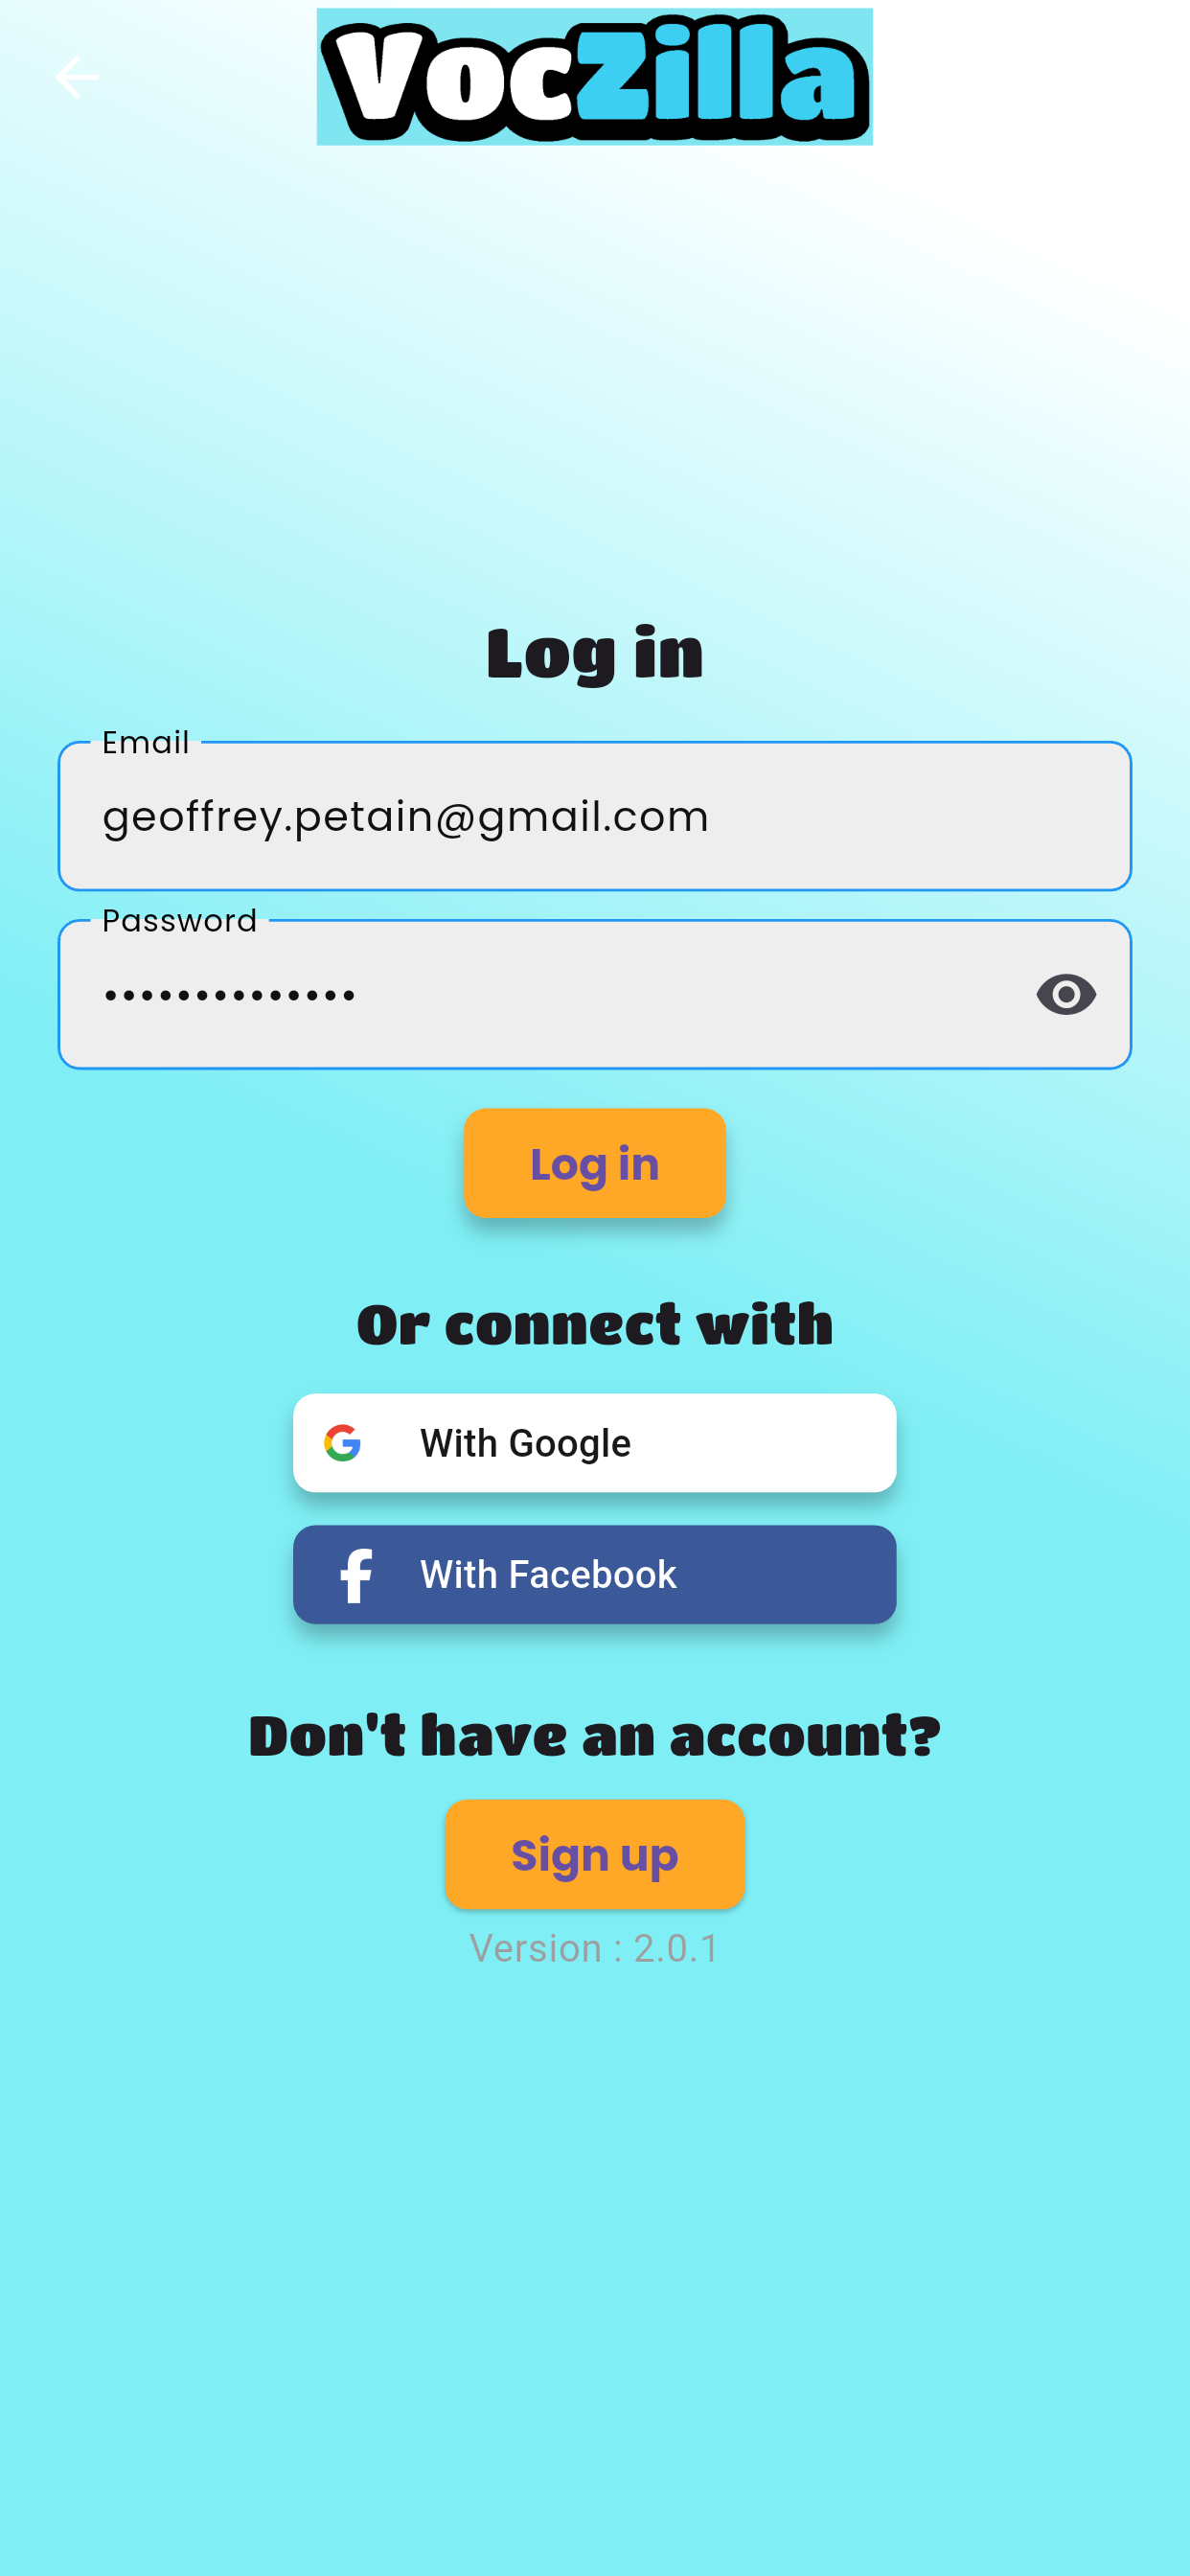 VocZilla
Log in
Email
geoffrey.petain@gmail.com
Password
Log in
Or connect with
With Google
With Facebook
Don't have an account?
Sign up
Version : 2.0.1